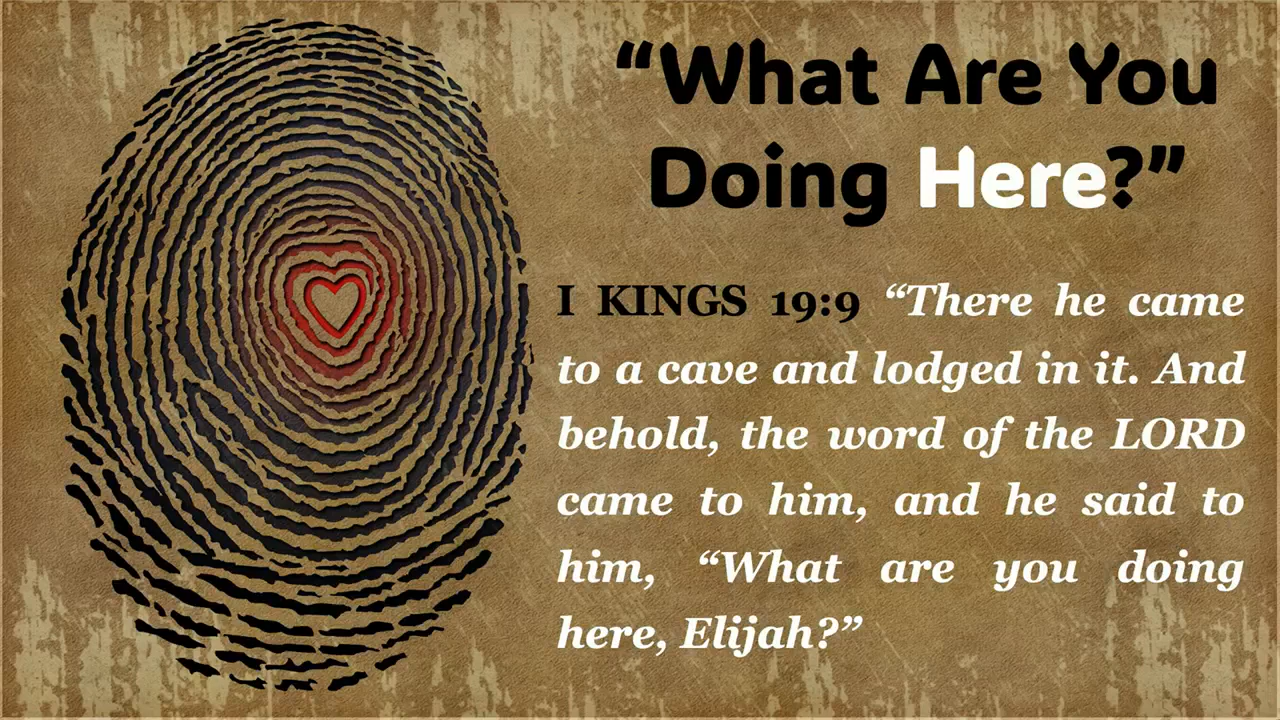 “What Are You
Doing Here?”
I KINGS 19:9 “There he came
to a cave and lodged in it. And
behold, the word of the LORD
came to him, and he said to
him, “What are you doing
here, Elijah?”